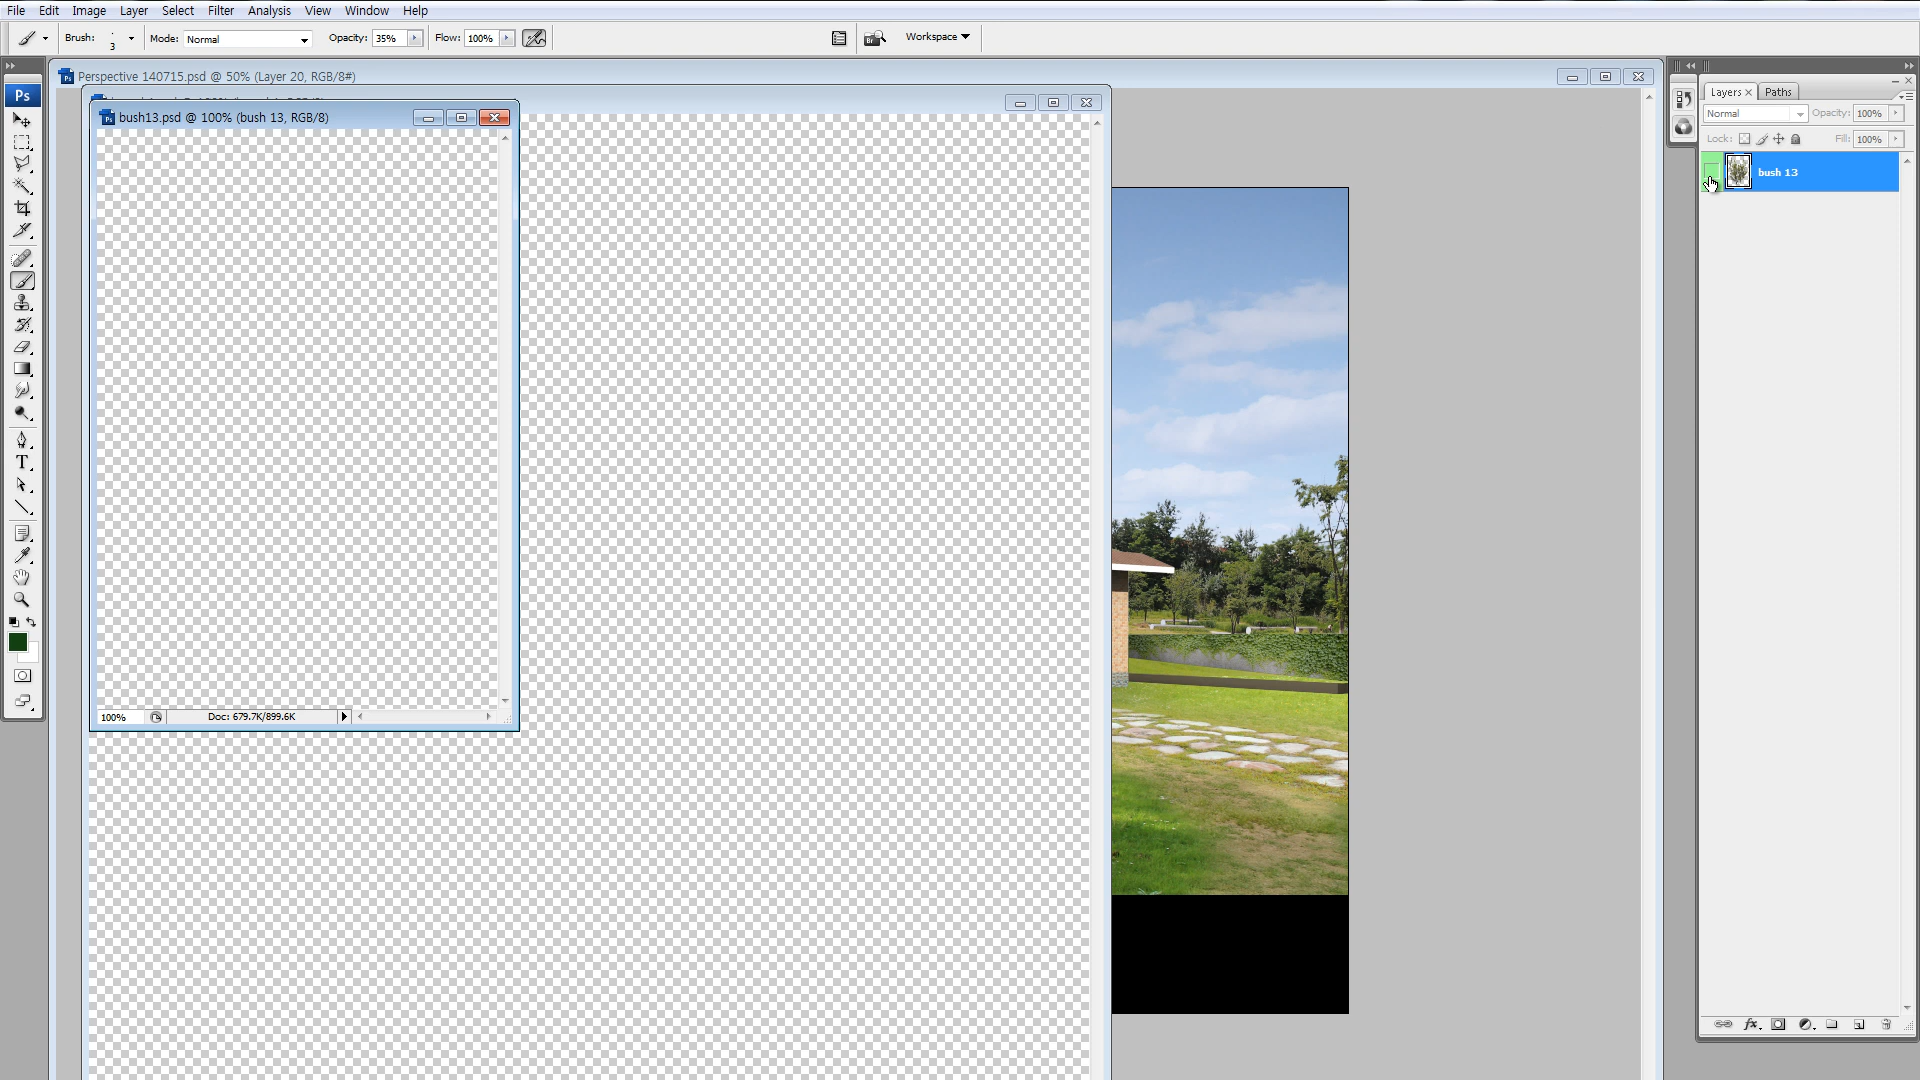 File Edit Image Layer Select Filter Analysis View Window Help
Brush: 3 Mode: Normal Opacity: 35% Flow: 100% Workspace
Perspective 140715.psd @ 50% (Layer 20, RGB/8#)
bush13.psd @ 100% (bush 13, RGB/8)
Ps
T
100% Doc: 679.7K/899.6K
Layers Paths
Normal Opacity: 100%
Lock: Fill: 100%
bush 13
fx